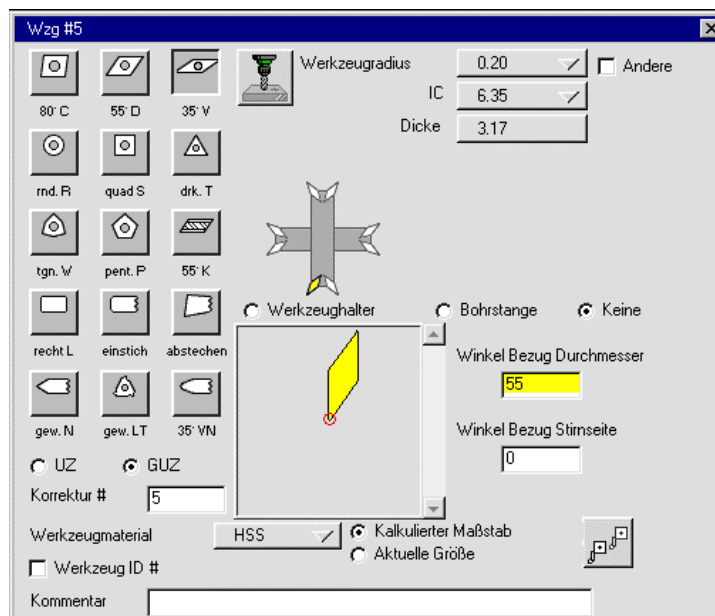 Wzg #5
Werkzeugradius 0.20 Andere
IC 6.35
Dicke 3.17
80° C 55° D 35° V
rnd. R quad S drk. T
tgn. W pent. P 55° K
Werkzeughalter Bohrstange Keine
recht L einstich abstechen
Winkel Bezug Durchmesser
55
gew. N gew. LT 35° VN
Winkel Bezug Stirnseite
0
UZ GUZ
Korrektur # 5
Werkzeugmaterial HSS Kalkulierter Maßstab
Aktuelle Größe
Werkzeug ID #
Kommentar